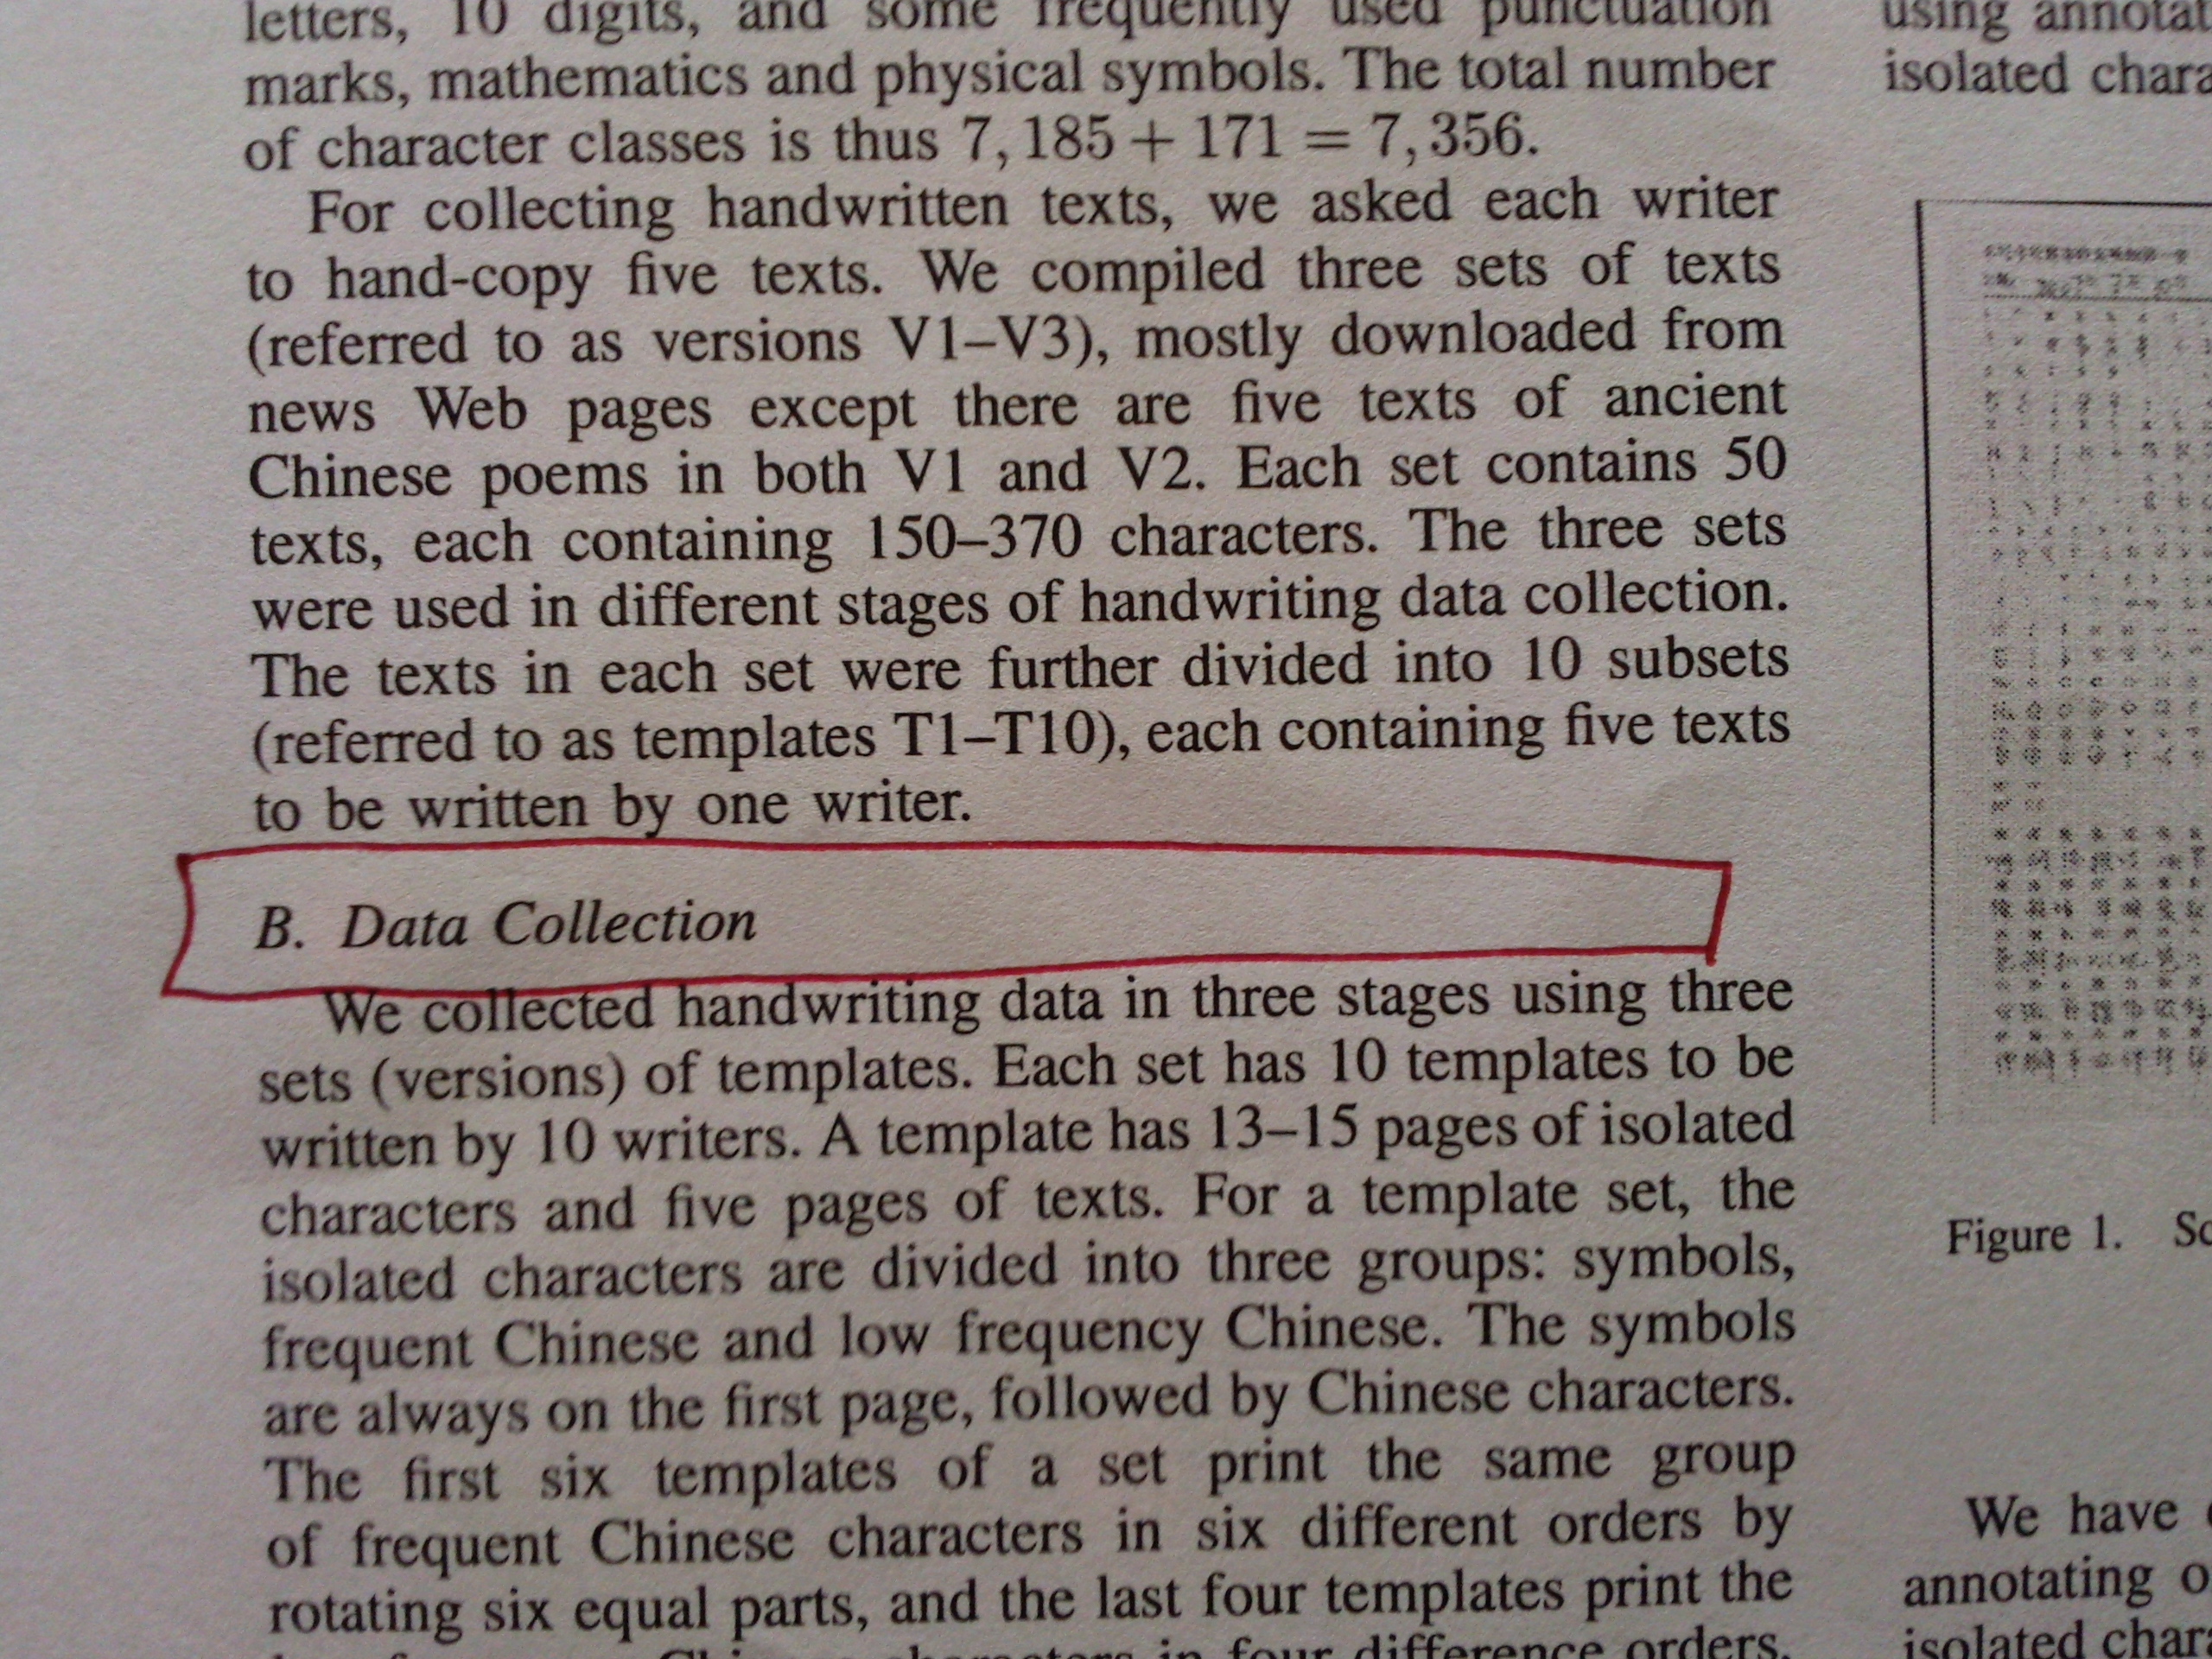 letters, 10 digits, and some frequently used punctuation
marks, mathematics and physical symbols. The total number
of character classes is thus 7, 185 + 171 = 7, 356.
For collecting handwritten texts, we asked each writer
to hand-copy five texts. We compiled three sets of texts
(referred to as versions V1–V3), mostly downloaded from
news Web pages except there are five texts of ancient
Chinese poems in both V1 and V2. Each set contains 50
texts, each containing 150–370 characters. The three sets
were used in different stages of handwriting data collection.
The texts in each set were further divided into 10 subsets
(referred to as templates T1–T10), each containing five texts
to be written by one writer.
B. Data Collection
We collected handwriting data in three stages using three
sets (versions) of templates. Each set has 10 templates to be
written by 10 writers. A template has 13–15 pages of isolated
characters and five pages of texts. For a template set, the
isolated characters are divided into three groups: symbols,
frequent Chinese and low frequency Chinese. The symbols
are always on the first page, followed by Chinese characters.
The first six templates of a set print the same group
of frequent Chinese characters in six different orders by
rotating six equal parts, and the last four templates print the
Chinese characters in four difference orders.
using
isolated
Figure 1.
We have
annotating
isolated